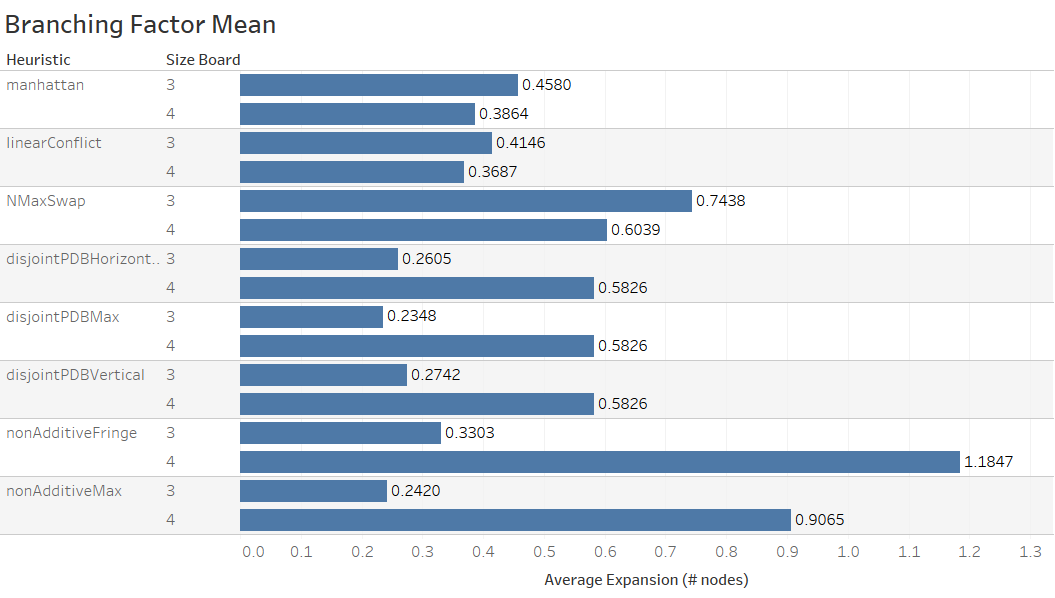 Branching Factor Mean
Heuristic Size Board
manhattan 3 0.4580
4 0.3864
linearConflict 3 0.4146
4 0.3687
NMaxSwap 3 0.7438
4 0.6039
disjointPDBHorizont.. 3 0.2605
4 0.5826
disjointPDBMax 3 0.2348
4 0.5826
disjointPDBVertical 3 0.2742
4 0.5826
nonAdditiveFringe 3 0.3303
4 1.1847
nonAdditiveMax 3 0.2420
4 0.9065
0.0 0.1 0.2 0.3 0.4 0.5 0.6 0.7 0.8 0.9 1.0 1.1 1.2 1.3
Average Expansion (# nodes)